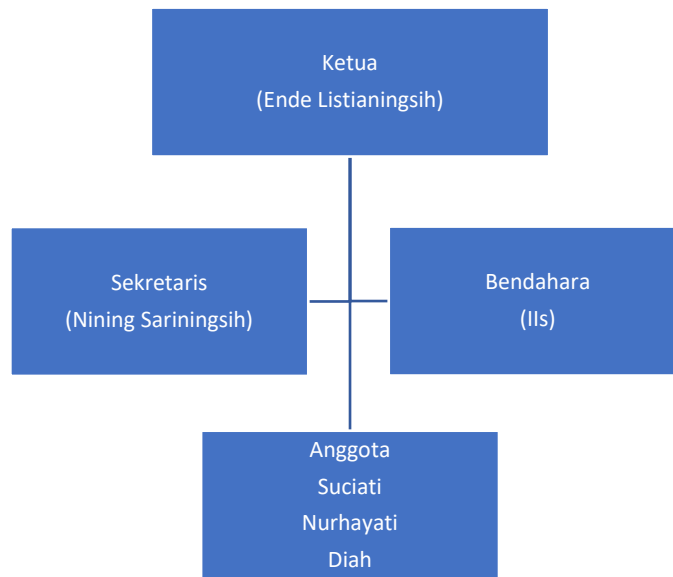 Ketua
(Ende Listianingsih)
Sekretaris
(Nining Sariningsih)
Bendahara
(IIs)
Anggota
Suciati
Nurhayati
Diah